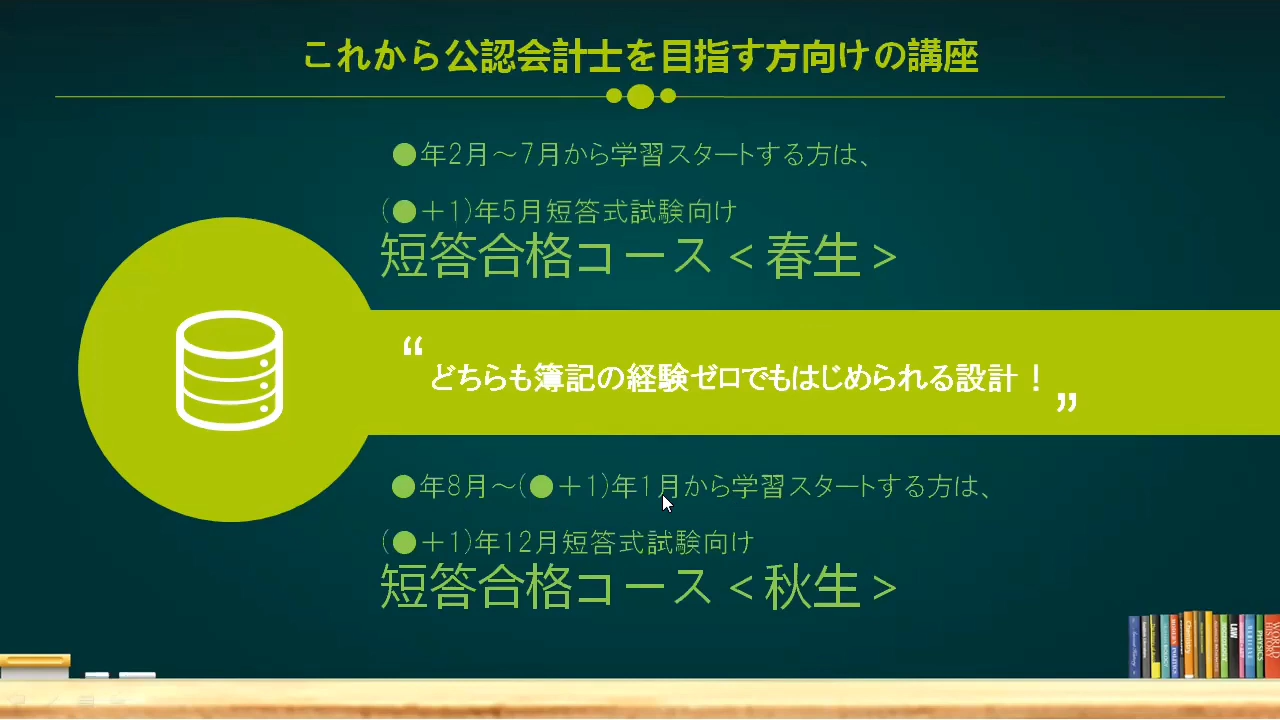 これから公認会計士を目指す方向けの講座
●年2月～7月から学習スタートする方は、
(●＋1)年5月短答式試験向け
短答合格コース＜春生＞
“どちらも簿記の経験ゼロでもはじめられる設計！”
●年8月～(●＋1)年1月から学習スタートする方は、
(●＋1)年12月短答式試験向け
短答合格コース＜秋生＞
LAW
PHYSICS
WORLD HISTORY